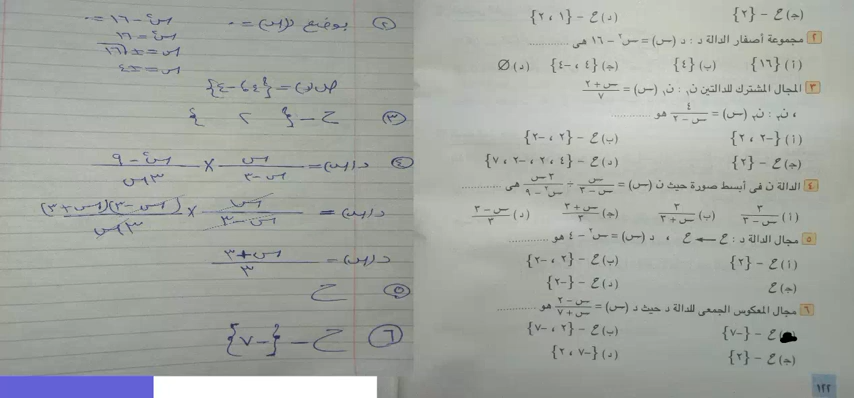 (ج) ح - {٢} (د) ح - {١ ، ٢}
٢ مجموعة أصفار الدالة د : د (س) = س٢ - ١٦ هى ............
(أ) {١٦} (ب) {٤} (ج) {٤ ، -٤} (د) Ø
٣ المجال المشترك للدالتين ن١ : ن١ (س) = (س + ٢)/٧
، ن٢ : ن٢ (س) = ٤/(س - ٢) هو ............
(أ) {-٢ ، ٢} (ب) ح - {٢ ، -٢}
(ج) ح - {٢} (د) ح - {٤ ، ٢ ، -٢ ، ٧}
٤ الدالة ن فى أبسط صورة حيث ن (س) = س/(س - ٣) ÷ ٣س/(س٢ - ٩) هى ............
(أ) ٣/(س - ٣) (ب) ٣/(س + ٣) (ج) (س + ٣)/٣ (د) (س - ٣)/٣
٥ مجال الدالة د : ح ← ح ، د (س) = س٢ - ٤ هو ............
(أ) ح - {٢} (ب) ح - {٢ ، -٢}
(ج) ح (د) ح - {-٢}
٦ مجال المعكوس الجمعى للدالة د حيث د (س) = (س - ٢)/(س + ٧) هو ............
ح - {-٧} (ب) ح - {٢ ، -٧}
(ج) ح - {٢} (د) {-٧ ، ٢}
١٢٢
٢ بوضع د(س) = ٠ س٢ - ١٦ = ٠
س٢ = ١٦
س = ±√١٦
س = ±٤
ص(د) = {٤ ، -٤}
٣ ح - { ٢ }
٤ د(س) = س/(س - ٣) × (س٢ - ٩)/٣س
د(س) = س/(س - ٣) × (س - ٣)(س + ٣)/٣س
د(س) = (س + ٣)/٣
٥ ح
٦ ح - {-٧}